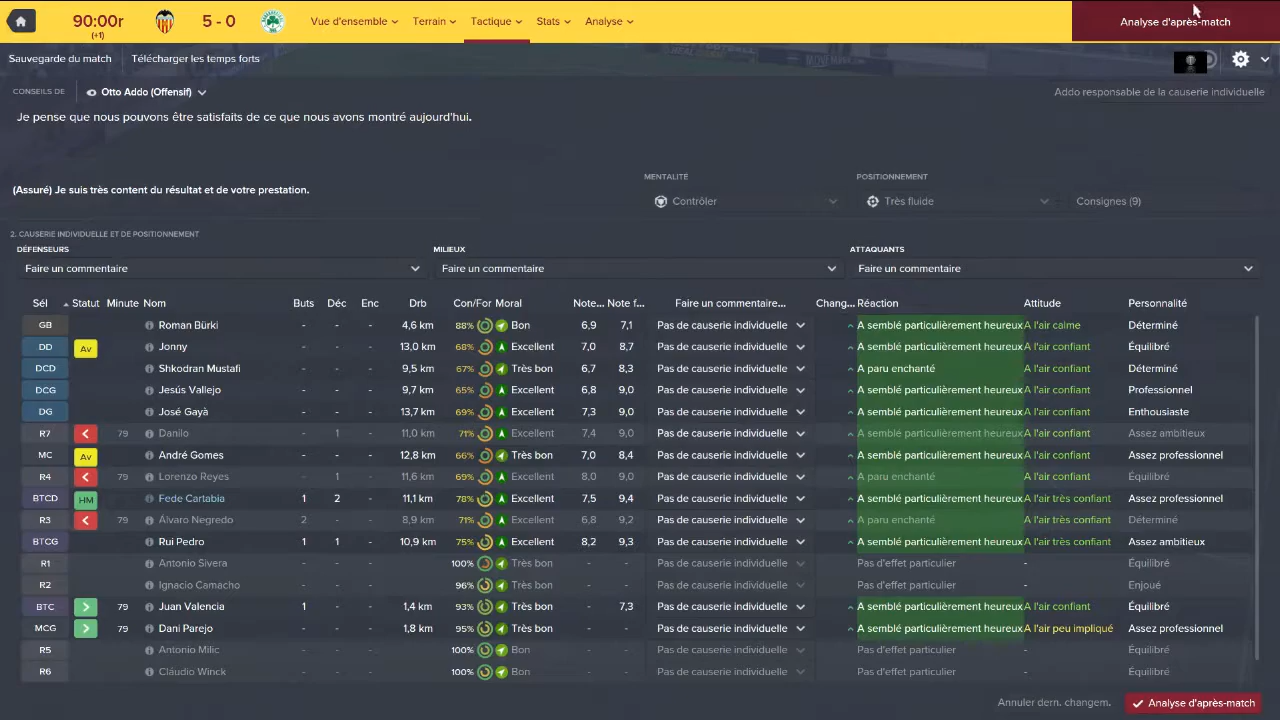 90:00r (+1) 5 - 0 Vue d'ensemble Terrain Tactique Stats Analyse Analyse d'après-match
Sauvegarde du match Télécharger les temps forts
CONSEILS DE Otto Addo (Offensif) Addo responsable de la causerie individuelle
Je pense que nous pouvons être satisfaits de ce que nous avons montré aujourd'hui.
MENTALITÉ POSITIONNEMENT
(Assuré) Je suis très content du résultat et de votre prestation.
Contrôler Très fluide Consignes (9)
2. CAUSERIE INDIVIDUELLE ET DE POSITIONNEMENT
DÉFENSEURS MILIEUX ATTAQUANTS
Faire un commentaire Faire un commentaire Faire un commentaire
Sél Statut Minute Nom Buts Déc Enc Drb Con/For Moral Note... Note f... Faire un commentaire... Chang... Réaction Attitude Personnalité
GB Roman Bürki - - - 4,6 km 88% Bon 6,9 7,1 Pas de causerie individuelle A semblé particulièrement heureux A l'air calme Déterminé
DD Av Jonny - - - 13,0 km 68% Excellent 7,0 8,7 Pas de causerie individuelle A semblé particulièrement heureux A l'air confiant Équilibré
DCD Shkodran Mustafi - - - 9,5 km 67% Très bon 6,7 8,3 Pas de causerie individuelle A paru enchanté A l'air confiant Déterminé
DCG Jesús Vallejo - - - 9,7 km 65% Excellent 6,8 9,0 Pas de causerie individuelle A semblé particulièrement heureux A l'air confiant Professionnel
DG José Gayà - - - 13,7 km 69% Excellent 7,3 9,0 Pas de causerie individuelle A semblé particulièrement heureux A l'air confiant Enthousiaste
R7 79 Danilo - 1 - 11,0 km 71% Excellent 7,4 9,0 Pas de causerie individuelle A semblé particulièrement heureux A l'air confiant Assez ambitieux
MC Av André Gomes - - - 12,8 km 66% Très bon 7,0 8,4 Pas de causerie individuelle A semblé particulièrement heureux A l'air confiant Assez professionnel
R4 79 Lorenzo Reyes - 1 - 11,6 km 69% Excellent 8,0 9,0 Pas de causerie individuelle A paru enchanté A l'air confiant Équilibré
BTCD HM Fede Cartabia 1 2 - 11,1 km 78% Excellent 7,5 9,4 Pas de causerie individuelle A semblé particulièrement heureux A l'air très confiant Assez professionnel
R3 79 Álvaro Negredo 2 - - 8,9 km 71% Excellent 6,8 9,2 Pas de causerie individuelle A paru enchanté A l'air très confiant Déterminé
BTCG Rui Pedro 1 1 - 10,9 km 75% Excellent 8,2 9,3 Pas de causerie individuelle A semblé particulièrement heureux A l'air très confiant Assez ambitieux
R1 Antonio Sivera 100% Très bon Pas de causerie individuelle Pas d'effet particulier - Équilibré
R2 Ignacio Camacho 96% Très bon Pas de causerie individuelle Pas d'effet particulier - Enjoué
BTC 79 Juan Valencia 1 - - 1,4 km 93% Très bon - 7,3 Pas de causerie individuelle A semblé particulièrement heureux A l'air confiant Équilibré
MCG 79 Dani Parejo - - - 1,8 km 95% Très bon - - Pas de causerie individuelle A semblé particulièrement heureux A l'air peu impliqué Assez professionnel
R5 Antonio Milic 100% Bon Pas de causerie individuelle Pas d'effet particulier - Équilibré
R6 Cláudio Winck 100% Bon Pas de causerie individuelle Pas d'effet particulier - Équilibré
Annuler dern. changem. Analyse d'après-match